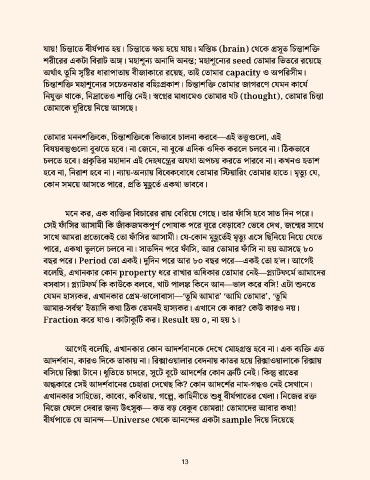 যায়! চিন্তাতে বীর্যপাত হয়। চিন্তাতে ক্ষয় হয়ে যায়। মস্তিষ্ক (brain) থেকে প্রসূত চিন্তাশক্তি
শরীরের একটা বিরাট অঙ্গ। মহাশূন্য অনাদি অনন্ত; মহাশূন্যের seed তোমার ভিতরে রয়েছে
অর্থাৎ তুমি সৃষ্টির ধারাপাতায় বীজাকারে রয়েছ, তাই তোমার capacity ও অপরিসীম।
চিন্তাশক্তি মহাশূন্যের সচেতনতার বহিঃপ্রকাশ। চিন্তাশক্তি তোমার জাগরণে যেমন কার্যে
নিযুক্ত থাকে, নিদ্রাতেও শান্তি নেই। স্বপ্নের মাধ্যমেও তোমার ঘট (thought), তোমার চিন্তা
তোমাকে ঘুরিয়ে নিয়ে আসছে।
তোমার মননশক্তিকে, চিন্তাশক্তিকে কিভাবে চালনা করবে—এই তত্ত্বগুলো, এই
বিষয়বস্তুগুলো বুঝতে হবে। না জেনে, না বুঝে এদিক ওদিক করলে চলবে না। ঠিকভাবে
চলতে হবে। প্রকৃতির মহাদান এই দেহযন্ত্রের অযথা অপচয় করতে পারবে না। কখনও হতাশ
হবে না, নিরাশ হবে না। ন্যায়-অন্যায় বিবেকবোধে তোমার স্টিয়ারিং তোমার হাতে। মৃত্যু যে,
কোন সময়ে আসতে পারে, প্রতি মুহূর্তে একথা ভাববে।
মনে কর, এক ব্যক্তির বিচারের রায় বেরিয়ে গেছে। তার ফাঁসি হবে সাত দিন পরে।
সেই ফাঁসির আসামী কি জাঁকজমকপূর্ণ পোষাক পরে ঘুরে বেড়াবে? ভেবে দেখ, জন্মের সাথে
সাথে আমরা প্রত্যেকেই তো ফাঁসির আসামী। যে-কোন মুহূর্তেই মৃত্যু এসে ছিনিয়ে নিয়ে যেতে
পারে, একথা ভুললে চলবে না। সাতদিন পরে ফাঁসি, আর তোমার ফাঁসি না হয় আসছে ৮০
বছর পরে। Period তো একই। দুদিন পরে আর ৮০ বছর পরে—একই তো হ'ল। আগেই
বলেছি, এখানকার কোন property ধরে রাখার অধিকার তোমার নেই—প্ল্যাটফর্মে আমাদের
বসবাস। প্ল্যাটফর্ম কি কাউকে বলবে, খাট পালঙ্ক কিনে আন—ভাল করে বসি! এটা শুনতে
যেমন হাস্যকর, এখানকার প্রেম-ভালোবাসা—'তুমি আমার' 'আমি তোমার', 'তুমি
আমার-সর্বস্ব' ইত্যাদি কথা ঠিক তেমনই হাস্যকর। এখানে কে কার? কেউ কারও নয়।
Fraction করে যাও। কাটাকুটি কর। Result হয় ০, না হয় ১।
আগেই বলেছি, এখানকার কোন আদর্শবানকে দেখে মোহগ্রস্ত হবে না। এক ব্যক্তি এত
আদর্শবান, কারও দিকে তাকায় না। রিক্সাওয়ালার বেদনায় কাতর হয়ে রিক্সাওয়ালাকে রিক্সায়
বসিয়ে রিক্সা টানে। ধুতিতে চাদরে, সুটে বুটে আদর্শের কোন ত্রুটি নেই। কিন্তু রাতের
অন্ধকারে সেই আদর্শবানের চেহারা দেখেছ কি? কোন আদর্শের নাম-গন্ধও নেই সেখানে।
এখানকার সাহিত্যে, কাব্যে, কবিতায়, গল্পে, কাহিনীতে শুধু বীর্যপাতের খেলা। নিজের রক্ত
নিজে ফেলে দেবার জন্য উৎসুক— কত বড় বেকুব তোমরা! তোমাদের আবার কথা!
বীর্যপাতে যে আনন্দ—Universe থেকে আনন্দের একটা sample দিয়ে দিয়েছে
13